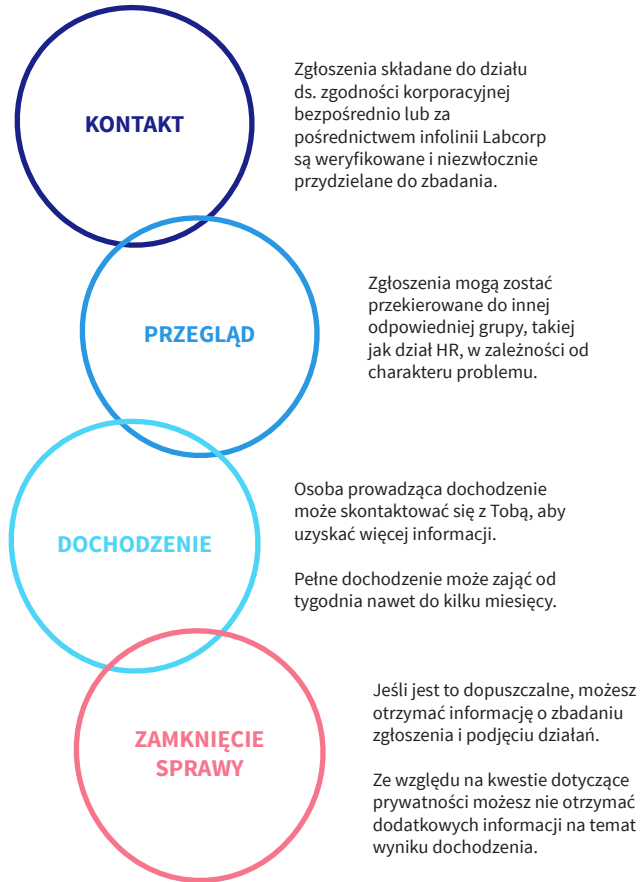 KONTAKT
Zgłoszenia składane do działu
ds. zgodności korporacyjnej
bezpośrednio lub za
pośrednictwem infolinii Labcorp
są weryfikowane i niezwłocznie
przydzielane do zbadania.
PRZEGLĄD
Zgłoszenia mogą zostać
przekierowane do innej
odpowiedniej grupy, takiej
jak dział HR, w zależności od
charakteru problemu.
DOCHODZENIE
Osoba prowadząca dochodzenie
może skontaktować się z Tobą, aby
uzyskać więcej informacji.
Pełne dochodzenie może zająć od
tygodnia nawet do kilku miesięcy.
ZAMKNIĘCIE
SPRAWY
Jeśli jest to dopuszczalne, możesz
otrzymać informację o zbadaniu
zgłoszenia i podjęciu działań.
Ze względu na kwestie dotyczące
prywatności możesz nie otrzymać
dodatkowych informacji na temat
wyniku dochodzenia.